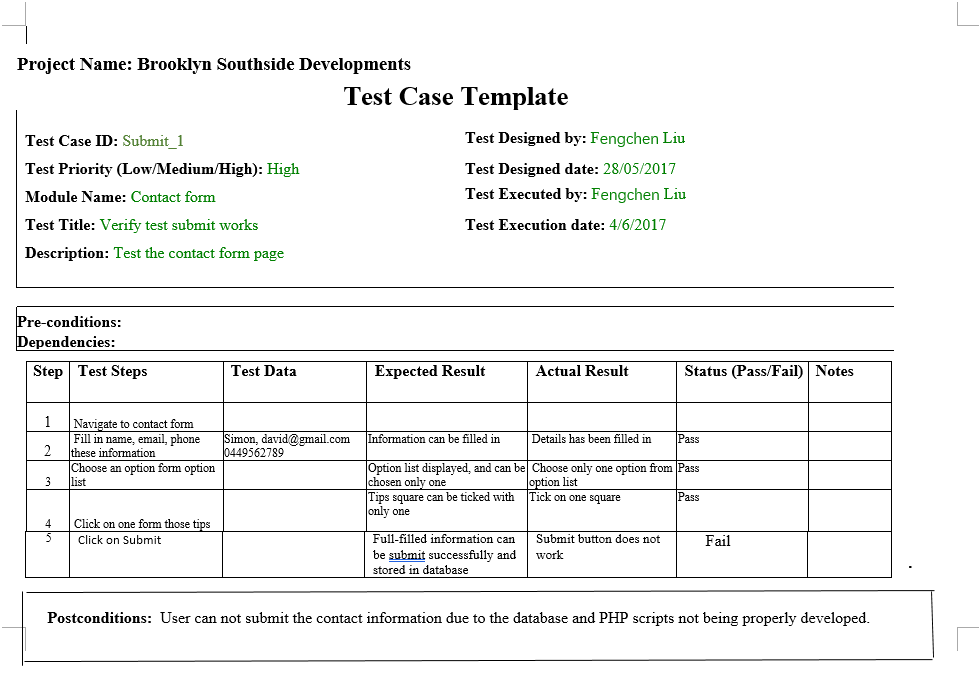 Project Name: Brooklyn Southside Developments
Test Case Template
Test Case ID: Submit_1
Test Priority (Low/Medium/High): High
Module Name: Contact form
Test Title: Verify test submit works
Description: Test the contact form page
Test Designed by: Fengchen Liu
Test Designed date: 28/05/2017
Test Executed by: Fengchen Liu
Test Execution date: 4/6/2017
Pre-conditions:
Dependencies:
Step Test Steps Test Data Expected Result Actual Result Status (Pass/Fail) Notes
1 Navigate to contact form
2 Fill in name, email, phone
these information
Simon, david@gmail.com
0449562789
Information can be filled in
Details has been filled in
Pass
3 Choose an option form option
list
Option list displayed, and can be
chosen only one
Choose only one option from
option list
Pass
4 Click on one form those tips
Tips square can be ticked with
only one
Tick on one square
Pass
5 Click on Submit
Full-filled information can
be submit successfully and
stored in database
Submit button does not
work
Fail
.
Postconditions: User can not submit the contact information due to the database and PHP scripts not being properly developed.